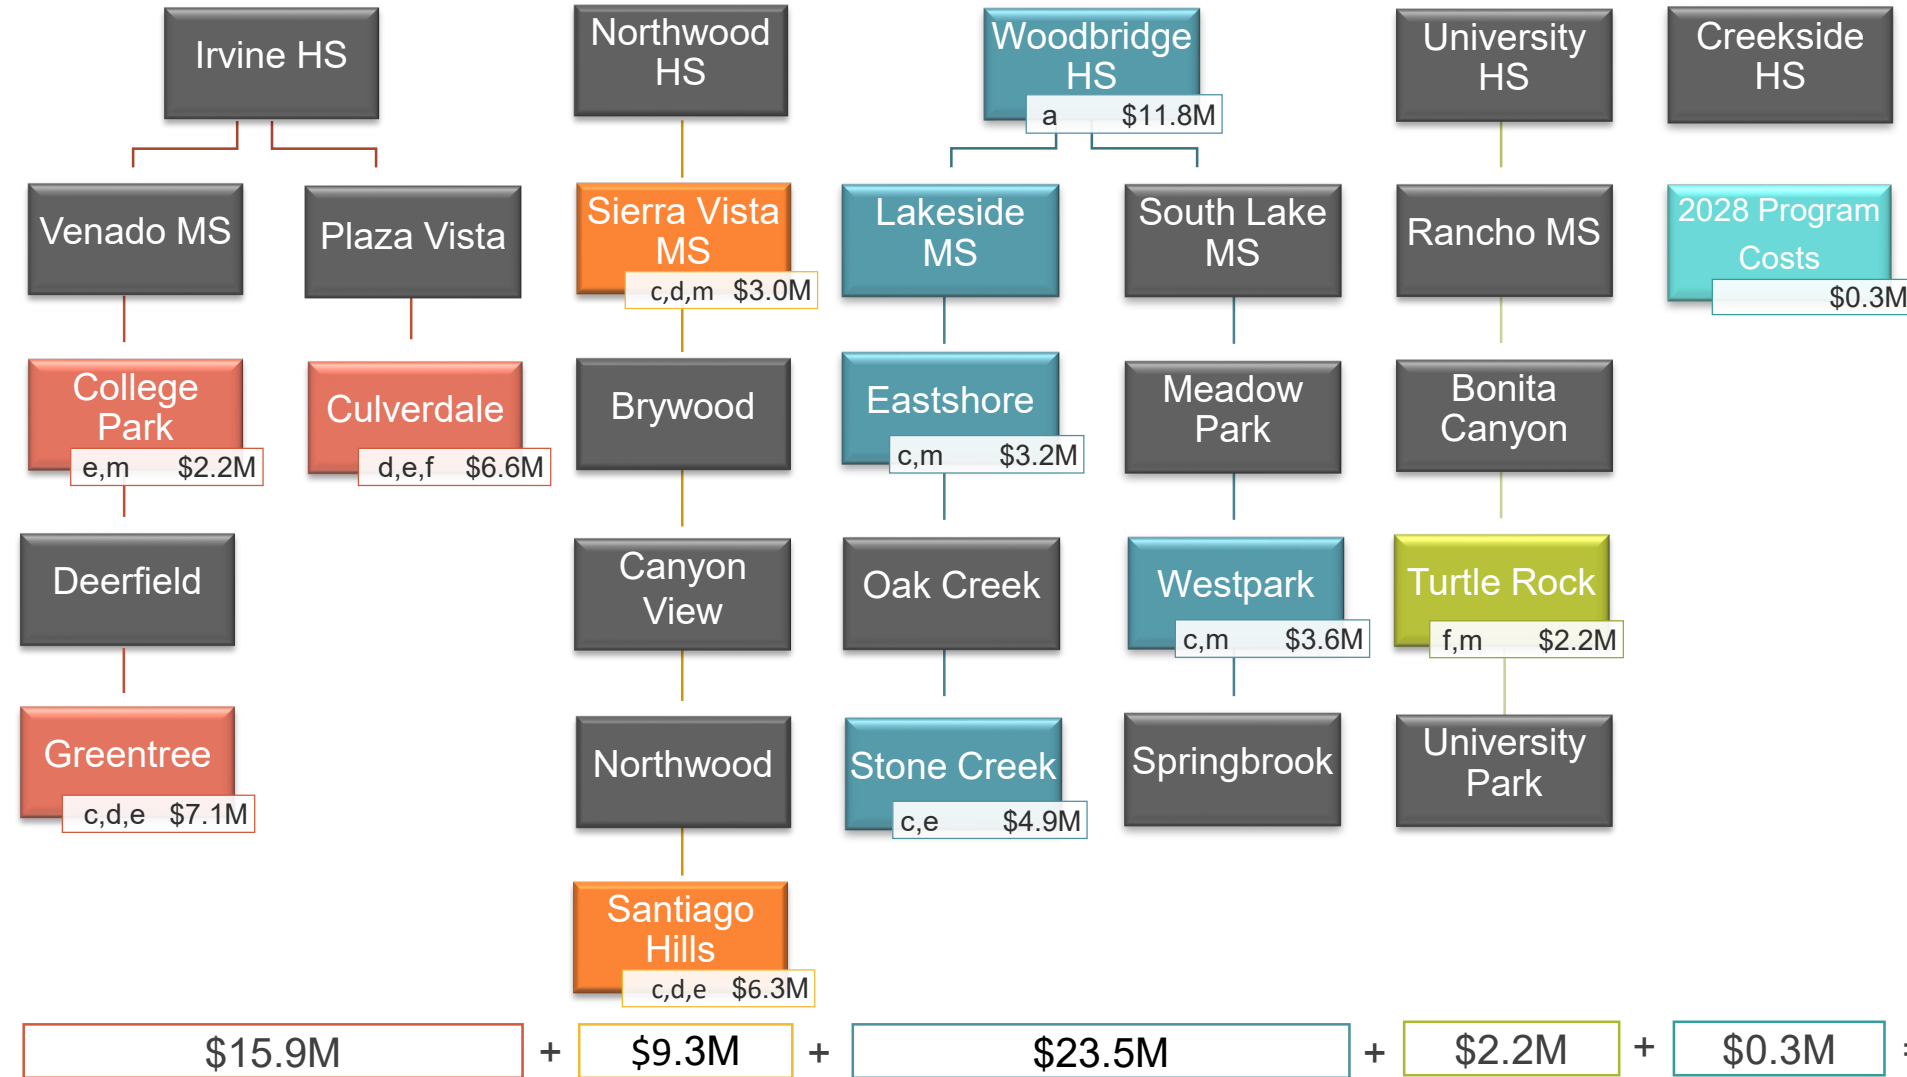 Irvine HS
Northwood
HS
Woodbridge
HS
a $11.8M
University
HS
Creekside
HS
Venado MS
Plaza Vista
Sierra Vista
MS
c,d,m $3.0M
Lakeside
MS
South Lake
MS
Rancho MS
2028 Program
Costs
$0.3M
College
Park
e,m $2.2M
Culverdale
d,e,f $6.6M
Brywood
Eastshore
c,m $3.2M
Meadow
Park
Bonita
Canyon
Deerfield
Canyon
View
Oak Creek
Westpark
c,m $3.6M
Turtle Rock
f,m $2.2M
Greentree
c,d,e $7.1M
Northwood
Stone Creek
c,e $4.9M
Springbrook
University
Park
Santiago
Hills
c,d,e $6.3M
$15.9M + $9.3M + $23.5M + $2.2M + $0.3M =